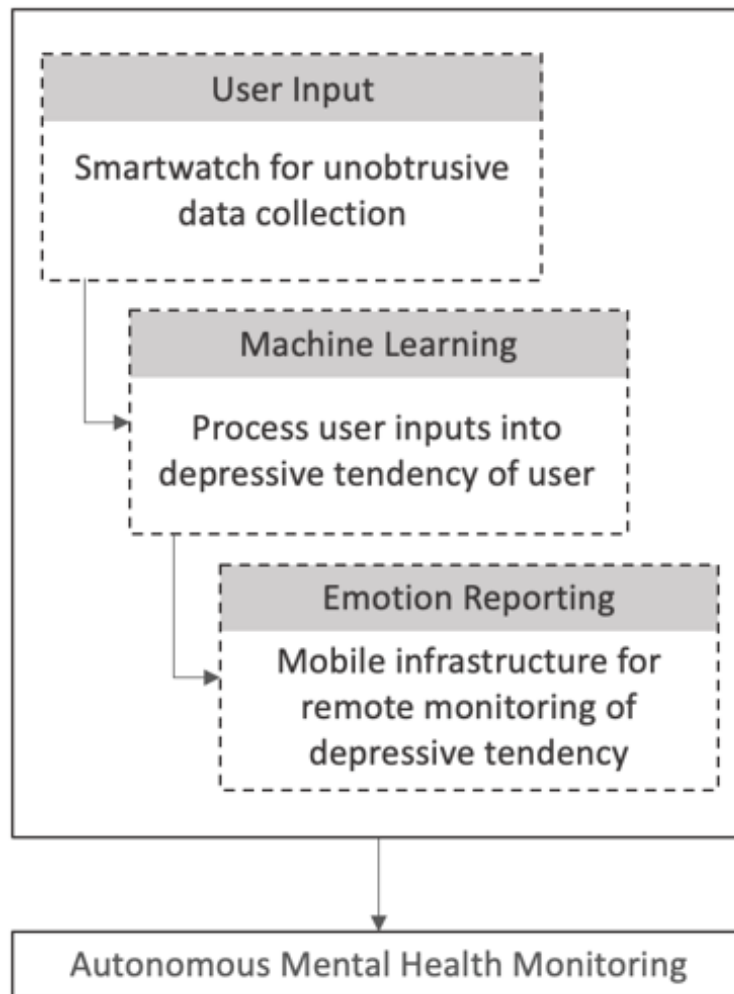 User Input
Smartwatch for unobtrusive
data collection
Machine Learning
Process user inputs into
depressive tendency of user
Emotion Reporting
Mobile infrastructure for
remote monitoring of
depressive tendency
Autonomous Mental Health Monitoring